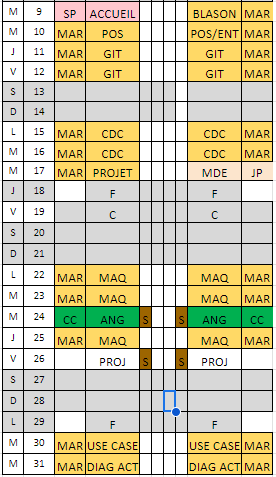 M 9 SP ACCUEIL BLASON MAR
M 10 MAR POS POS/ENT MAR
J 11 MAR GIT GIT MAR
V 12 MAR GIT GIT MAR
S 13
D 14
L 15 MAR CDC CDC MAR
M 16 MAR CDC CDC MAR
M 17 MAR PROJET MDE JP
J 18 F F
V 19 C C
S 20
D 21
L 22 MAR MAQ MAQ MAR
M 23 MAR MAQ MAQ MAR
M 24 CC ANG S S ANG CC
J 25 MAR MAQ MAQ MAR
V 26 PROJ S S PROJ
S 27
D 28
L 29 F F
M 30 MAR USE CASE USE CASE MAR
M 31 MAR DIAG ACT DIAG ACT MAR